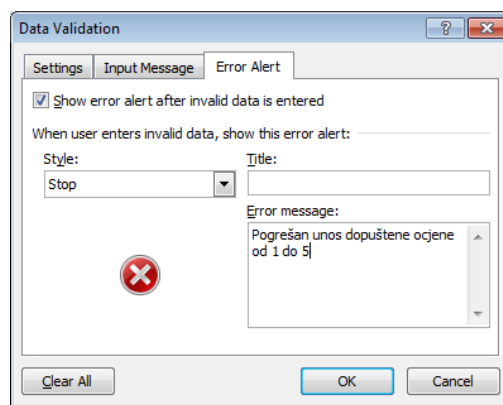 Data Validation
Settings
Input Message
Error Alert
Show error alert after invalid data is entered
When user enters invalid data, show this error alert:
Style:
Title:
Stop
Error message:
Pogrešan unos dopuštene ocjene
od 1 do 5
Clear All
OK
Cancel